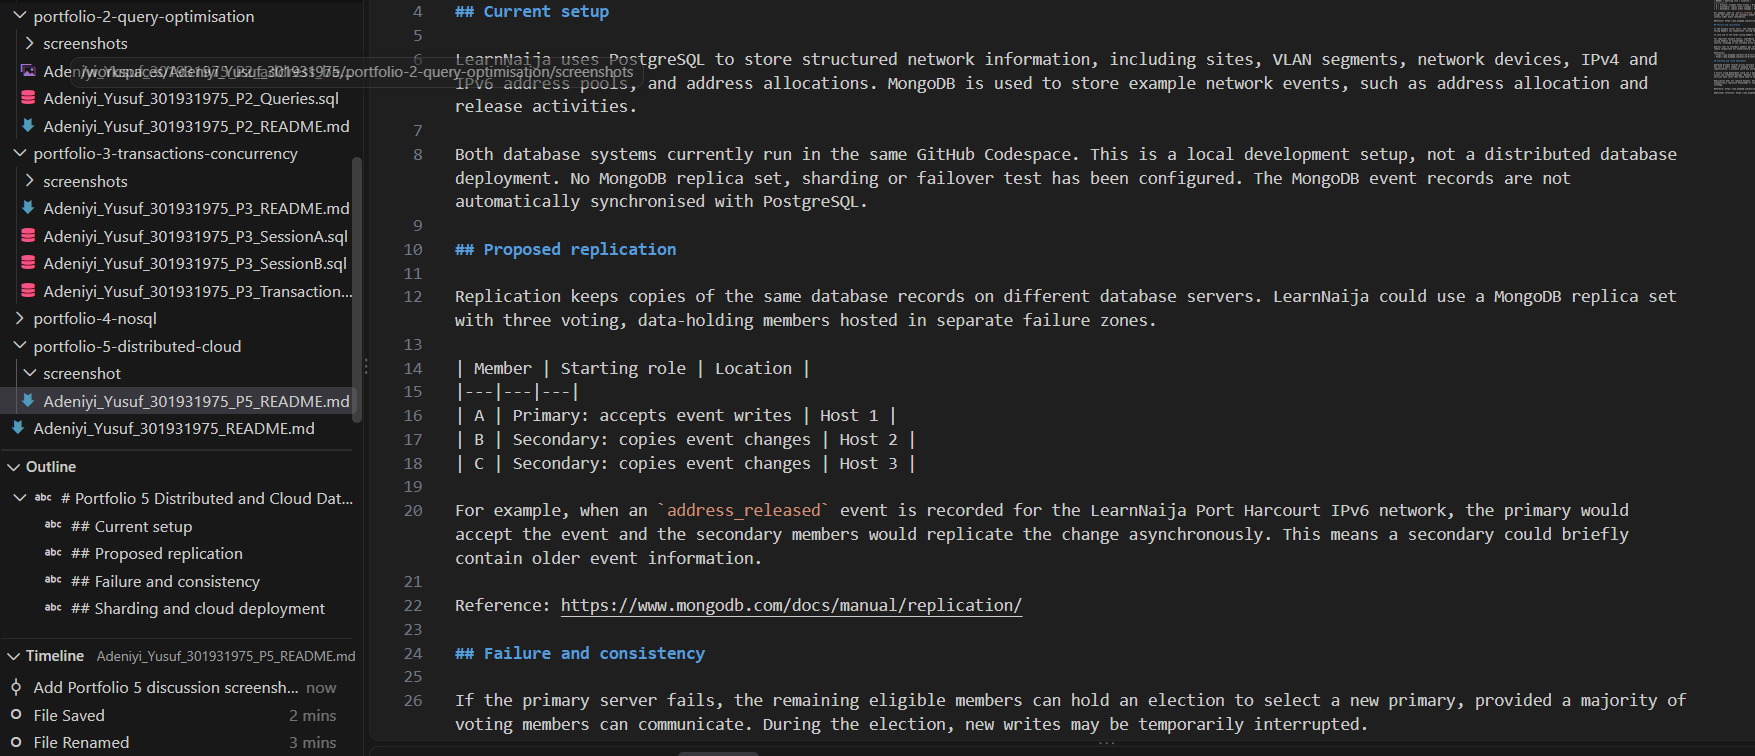 portfolio-2-query-optimisation
screenshots
/workspaces/Adeniyi_Yusuf_301931975/portfolio-2-query-optimisation/screenshots
Adeniyi_Yusuf_301931975_P2_Queries.sql
Adeniyi_Yusuf_301931975_P2_README.md
portfolio-3-transactions-concurrency
screenshots
Adeniyi_Yusuf_301931975_P3_README.md
Adeniyi_Yusuf_301931975_P3_SessionA.sql
Adeniyi_Yusuf_301931975_P3_SessionB.sql
Adeniyi_Yusuf_301931975_P3_Transaction...
portfolio-4-nosql
portfolio-5-distributed-cloud
screenshot
Adeniyi_Yusuf_301931975_P5_README.md
Adeniyi_Yusuf_301931975_README.md
Outline
abc # Portfolio 5 Distributed and Cloud Dat...
abc ## Current setup
abc ## Proposed replication
abc ## Failure and consistency
abc ## Sharding and cloud deployment
Timeline Adeniyi_Yusuf_301931975_P5_README.md
Add Portfolio 5 discussion screensh... now
File Saved 2 mins
File Renamed 3 mins
4 ## Current setup
5
6 LearnNaija uses PostgreSQL to store structured network information, including sites, VLAN segments, network devices, IPv4 and
IPv6 address pools, and address allocations. MongoDB is used to store example network events, such as address allocation and
release activities.
7
8 Both database systems currently run in the same GitHub Codespace. This is a local development setup, not a distributed database
deployment. No MongoDB replica set, sharding or failover test has been configured. The MongoDB event records are not
automatically synchronised with PostgreSQL.
9
10 ## Proposed replication
11
12 Replication keeps copies of the same database records on different database servers. LearnNaija could use a MongoDB replica set
with three voting, data-holding members hosted in separate failure zones.
13
14 | Member | Starting role | Location |
15 |---|---|---|
16 | A | Primary: accepts event writes | Host 1 |
17 | B | Secondary: copies event changes | Host 2 |
18 | C | Secondary: copies event changes | Host 3 |
19
20 For example, when an `address_released` event is recorded for the LearnNaija Port Harcourt IPv6 network, the primary would
accept the event and the secondary members would replicate the change asynchronously. This means a secondary could briefly
contain older event information.
21
22 Reference: https://www.mongodb.com/docs/manual/replication/
23
24 ## Failure and consistency
25
26 If the primary server fails, the remaining eligible members can hold an election to select a new primary, provided a majority of
voting members can communicate. During the election, new writes may be temporarily interrupted.